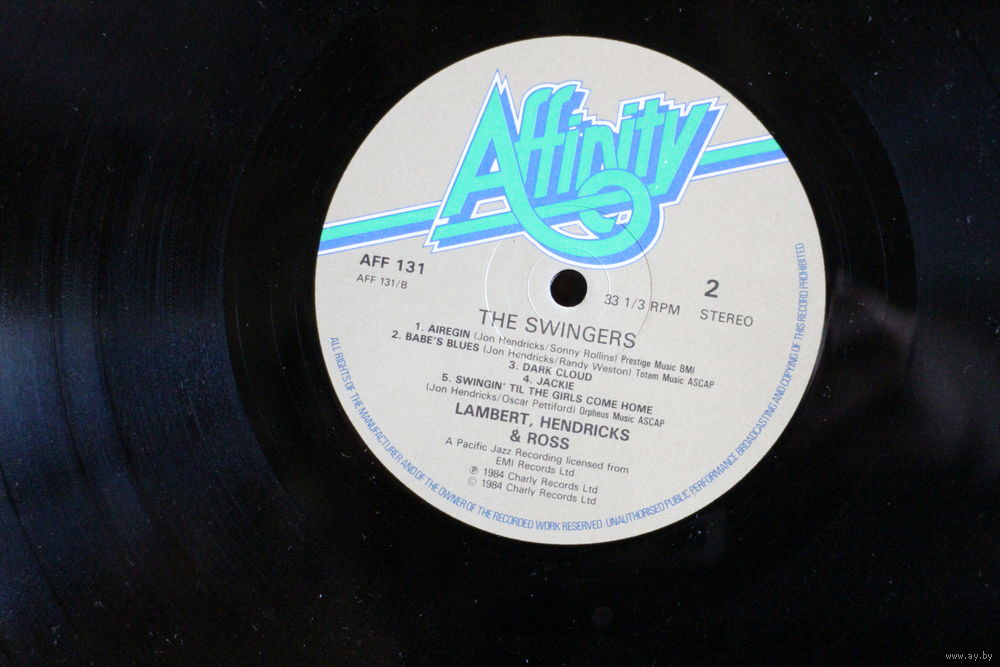 Affinity
AFF 131
AFF 131/B
33 1/3 RPM
2
STEREO
THE SWINGERS
1. AIREGIN (Jon Hendricks/Sonny Rollins) Prestige Music BMI
2. BABE'S BLUES (Jon Hendricks/Randy Weston) Totem Music ASCAP
3. DARK CLOUD
4. JACKIE
5. SWINGIN' TIL THE GIRLS COME HOME
(Jon Hendricks/Oscar Pettiford) Orpheus Music ASCAP
LAMBERT, HENDRICKS
& ROSS
A Pacific Jazz Recording licensed from
EMI Records Ltd
℗ 1984 Charly Records Ltd
© 1984 Charly Records Ltd
ALL RIGHTS OF THE MANUFACTURER AND OF THE OWNER OF THE RECORDED WORK RESERVED · UNAUTHORISED PUBLIC PERFORMANCE BROADCASTING AND COPYING OF THIS RECORD PROHIBITED
www.ay.by